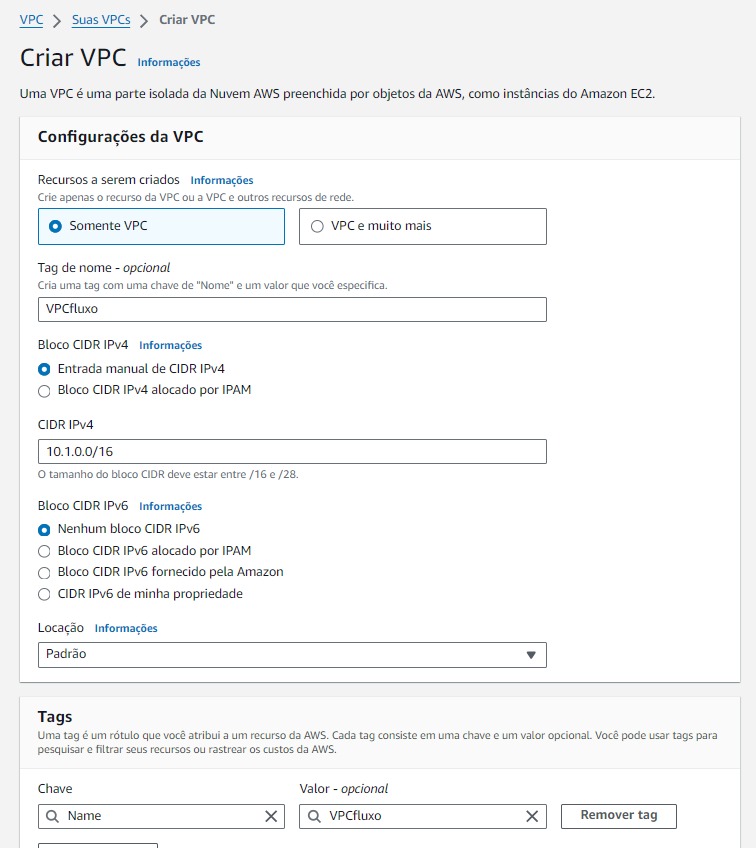 VPC > Suas VPCs > Criar VPC
Criar VPC Informações
Uma VPC é uma parte isolada da Nuvem AWS preenchida por objetos da AWS, como instâncias do Amazon EC2.
Configurações da VPC
Recursos a serem criados Informações
Crie apenas o recurso da VPC ou a VPC e outros recursos de rede.
Somente VPC VPC e muito mais
Tag de nome - opcional
Cria uma tag com uma chave de "Nome" e um valor que você especifica.
VPCfluxo
Bloco CIDR IPv4 Informações
Entrada manual de CIDR IPv4
Bloco CIDR IPv4 alocado por IPAM
CIDR IPv4
10.1.0.0/16
O tamanho do bloco CIDR deve estar entre /16 e /28.
Bloco CIDR IPv6 Informações
Nenhum bloco CIDR IPv6
Bloco CIDR IPv6 alocado por IPAM
Bloco CIDR IPv6 fornecido pela Amazon
CIDR IPv6 de minha propriedade
Locação Informações
Padrão
Tags
Uma tag é um rótulo que você atribui a um recurso da AWS. Cada tag consiste em uma chave e um valor opcional. Você pode usar tags para
pesquisar e filtrar seus recursos ou rastrear os custos da AWS.
Chave Valor - opcional
Name VPCfluxo Remover tag